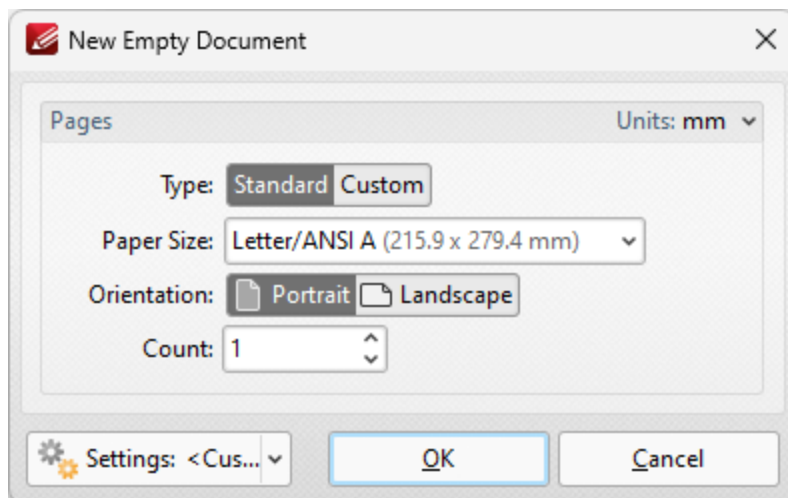 New Empty Document
Pages Units: mm
Type: Standard Custom
Paper Size: Letter/ANSI A (215.9 x 279.4 mm)
Orientation: Portrait Landscape
Count: 1
Settings: <Cus... OK Cancel